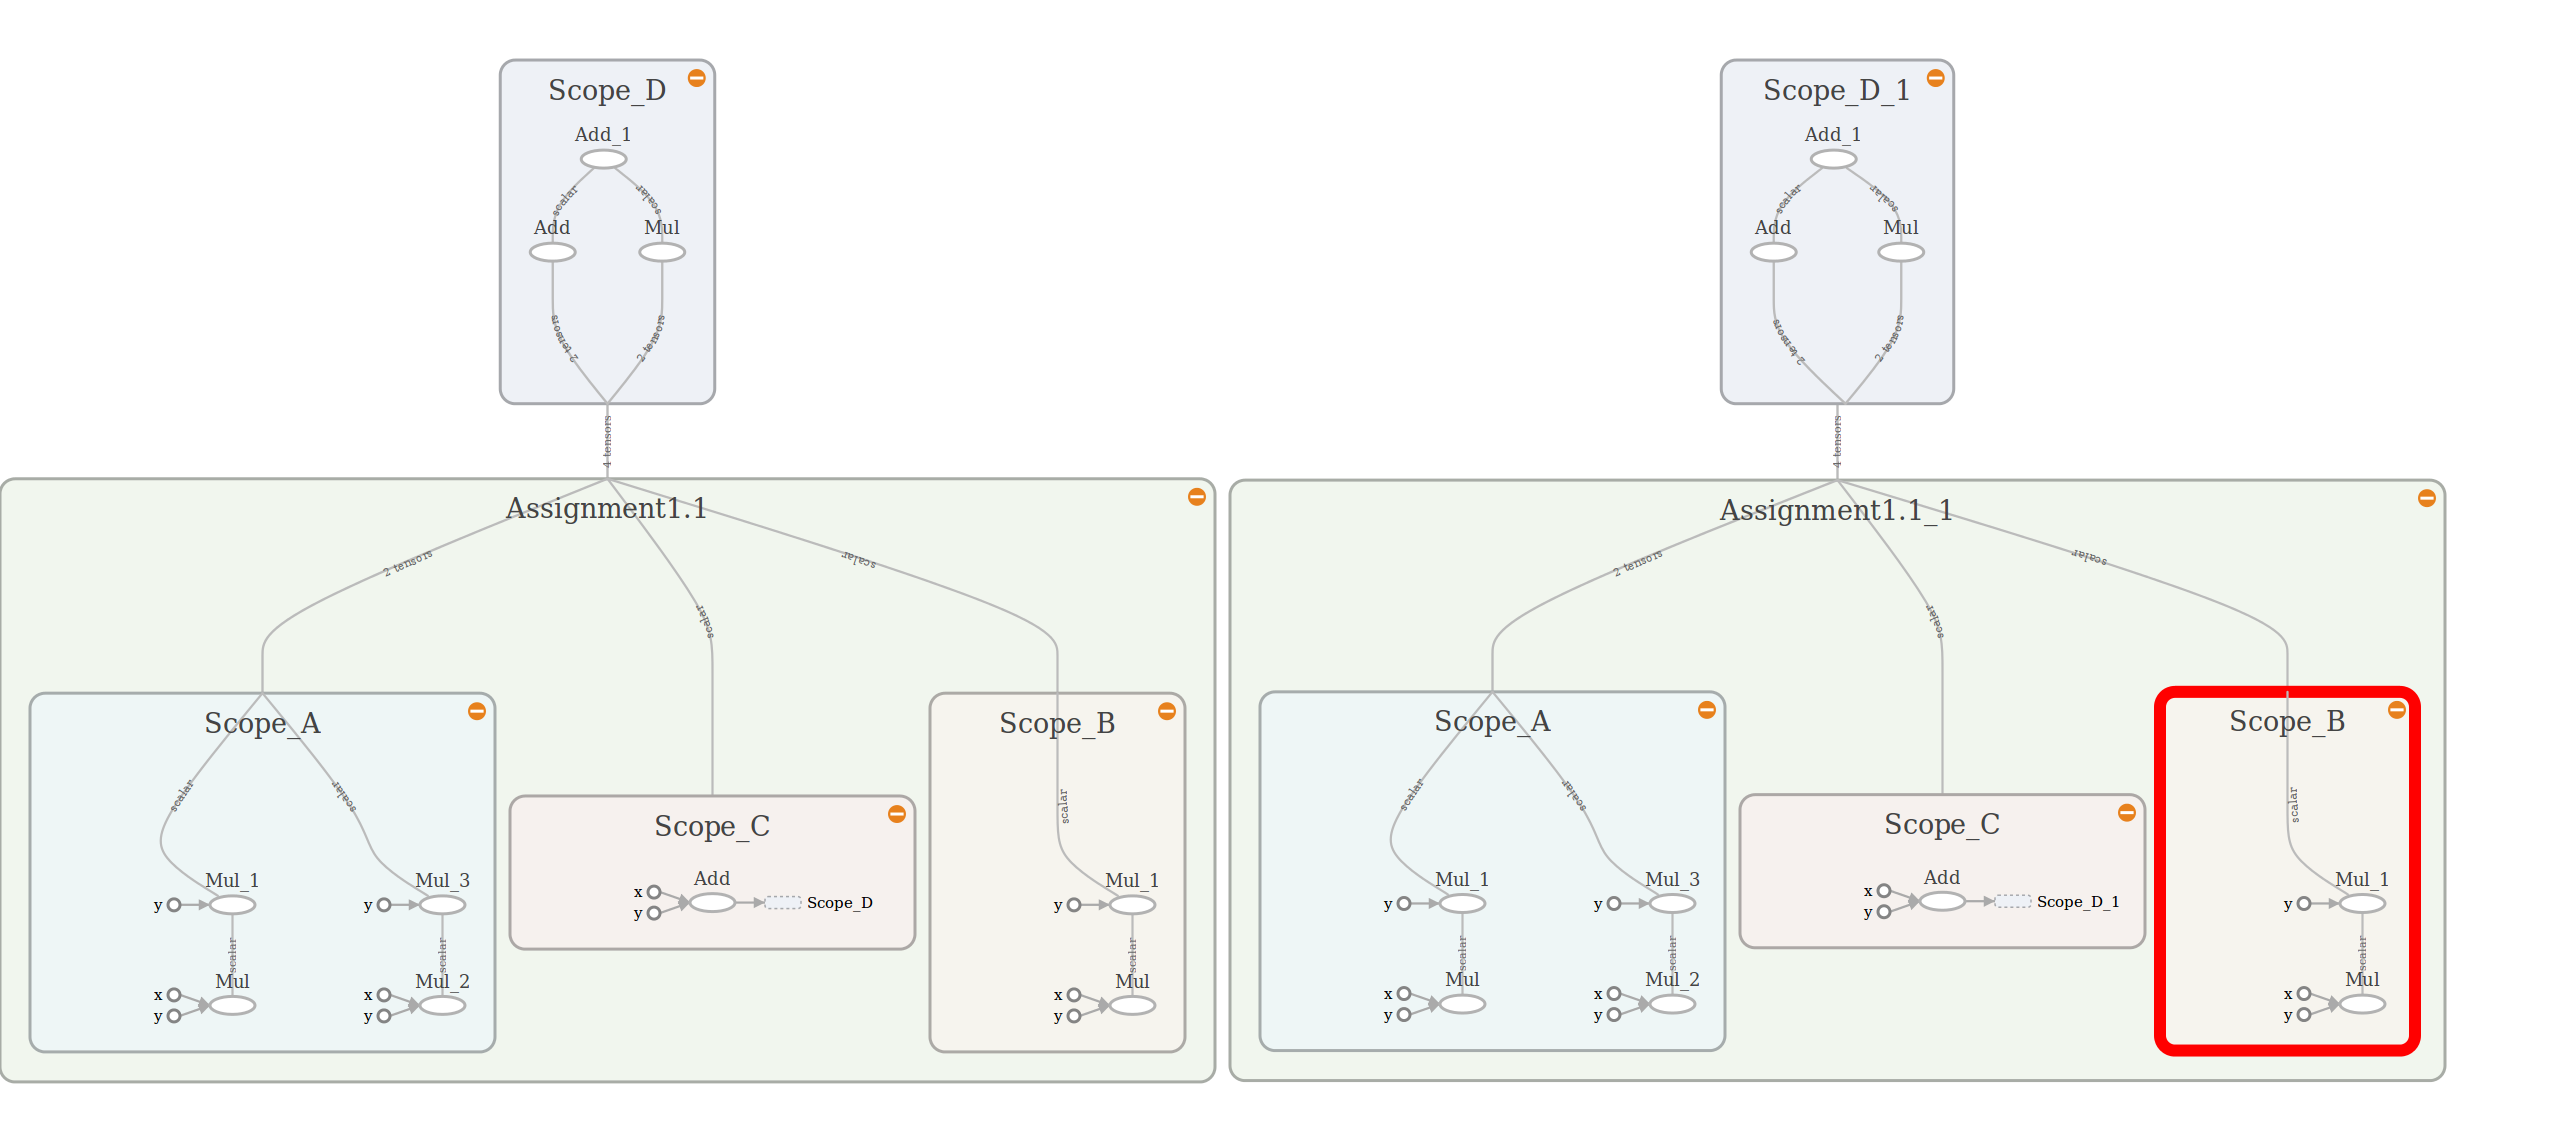 Scope_D
Add_1
scalar
scalar
Add
Mul
2 tensors
2 tensors
4 tensors
Assignment1.1
2 tensors
scalar
scalar
Scope_A
scalar
scalar
Mul_1
y
Mul_3
y
scalar
scalar
Mul
x
y
Mul_2
x
y
Scope_C
Add
x
y
Scope_D
Scope_B
scalar
Mul_1
y
scalar
Mul
x
y
Scope_D_1
Add_1
scalar
scalar
Add
Mul
2 tensors
2 tensors
4 tensors
Assignment1.1_1
2 tensors
scalar
scalar
Scope_A
scalar
scalar
Mul_1
y
Mul_3
y
scalar
scalar
Mul
x
y
Mul_2
x
y
Scope_C
Add
x
y
Scope_D_1
Scope_B
scalar
Mul_1
y
scalar
Mul
x
y